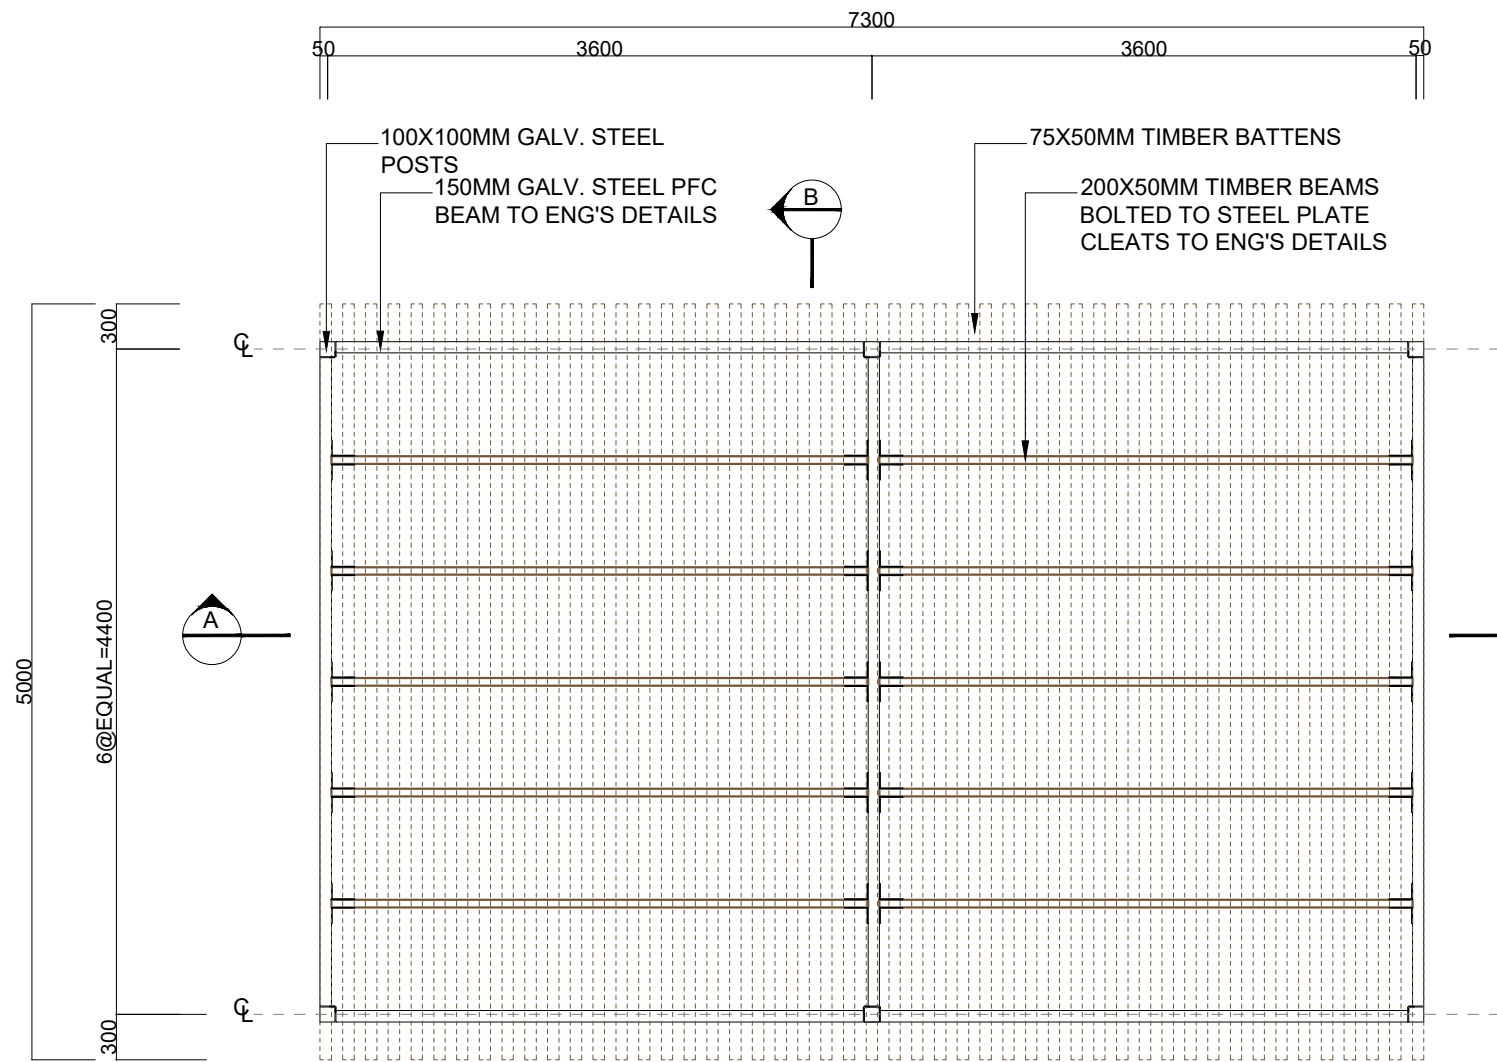 7300
50
3600
3600
50
100X100MM GALV. STEEL
POSTS
150MM GALV. STEEL PFC
BEAM TO ENG'S DETAILS
B
75X50MM TIMBER BATTENS
200X50MM TIMBER BEAMS
BOLTED TO STEEL PLATE
CLEATS TO ENG'S DETAILS
300
℄
A
5000
6@EQUAL=4400
℄
300